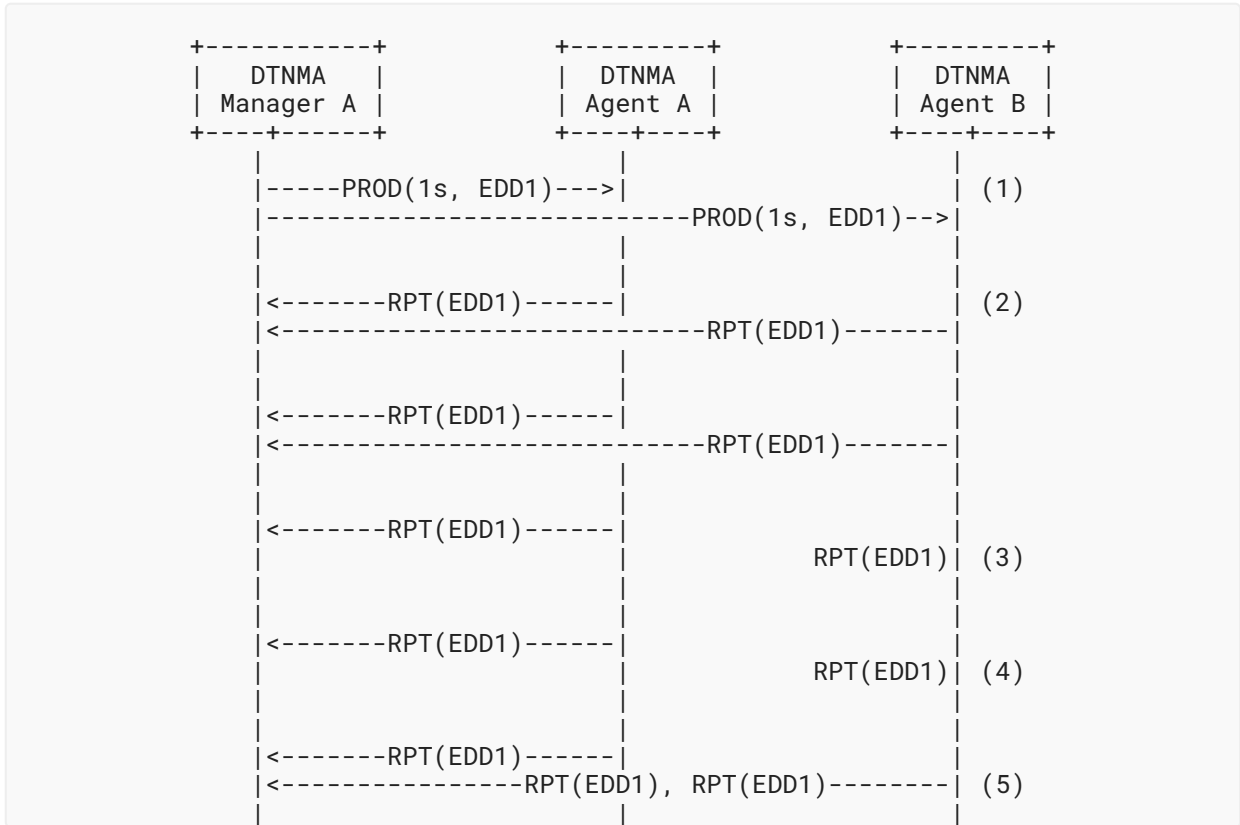 +-----------+ +---------+ +---------+
| DTNMA | | DTNMA | | DTNMA |
| Manager A | | Agent A | | Agent B |
+----+------+ +----+----+ +----+----+
| | |
|-----PROD(1s, EDD1)--->| | (1)
|----------------------------PROD(1s, EDD1)-->|
| | |
| | |
|<-------RPT(EDD1)------| | (2)
|<----------------------------RPT(EDD1)-------|
| | |
| | |
|<-------RPT(EDD1)------| |
|<----------------------------RPT(EDD1)-------|
| | |
| | |
|<-------RPT(EDD1)------| |
| | RPT(EDD1)| (3)
| | |
| | |
|<-------RPT(EDD1)------| |
| | RPT(EDD1)| (4)
| | |
| | |
|<-------RPT(EDD1)------| |
|<----------------RPT(EDD1), RPT(EDD1)--------| (5)
| | |